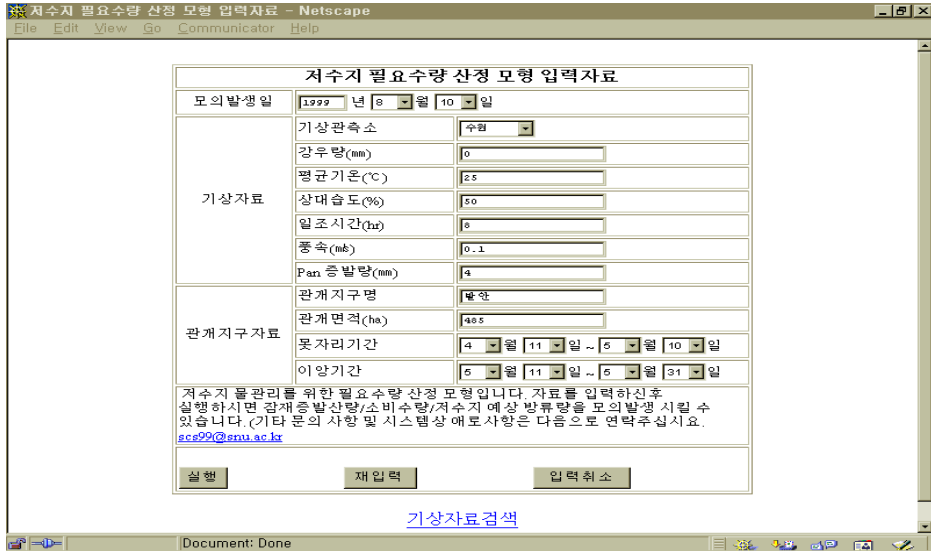 저수지 필요수량 산정 모형 입력자료 - Netscape
File Edit View Go Communicator Help
저수지 필요수량 산정 모형 입력자료
모의발생일 1999 년 8 월 10 일
기상자료
기상관측소 수원
강우량(mm) 0
평균기온(℃) 25
상대습도(%) 50
일조시간(hr) 8
풍속(m/s) 0.1
Pan 증발량(mm) 4
관개지구자료
관개지구명 발안
관개면적(ha) 485
못자리기간 4 월 11 일 ~ 5 월 10 일
이앙기간 5 월 11 일 ~ 5 월 31 일
저수지 물관리를 위한 필요수량 산정 모형입니다. 자료를 입력하신후
실행하시면 잠재증발산량/소비수량/저수지 예상 방류량을 모의발생 시킬 수
있습니다. (기타 문의 사항 및 시스템상 애로사항은 다음으로 연락주십시요.
scs99@snu.ac.kr
실행 재입력 입력취소
기상자료검색
Document: Done